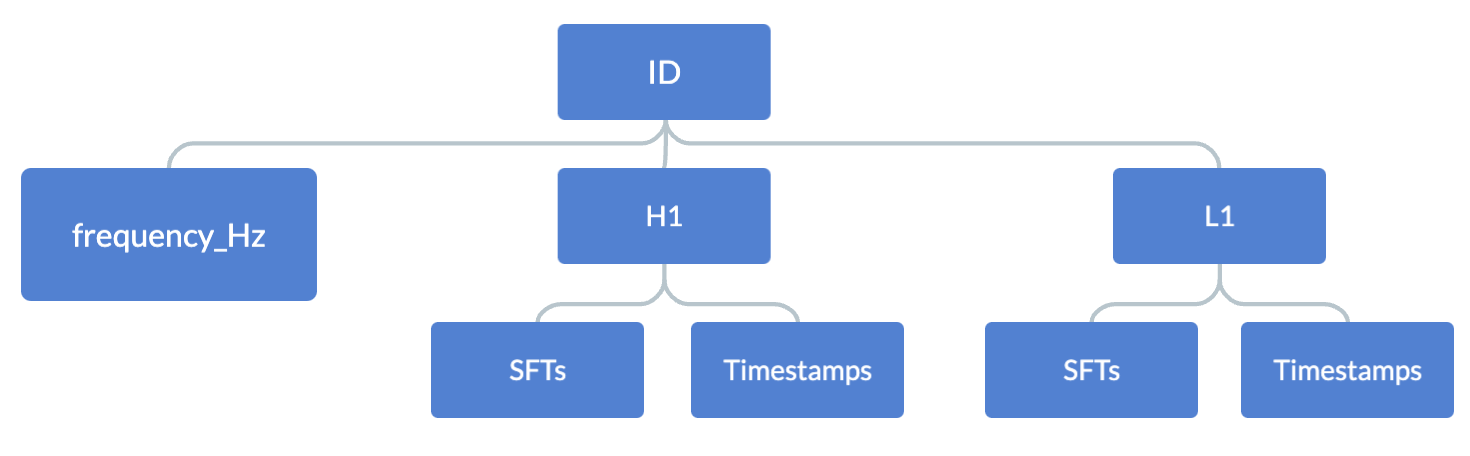 ID
frequency_Hz
H1
L1
SFTs
Timestamps
SFTs
Timestamps